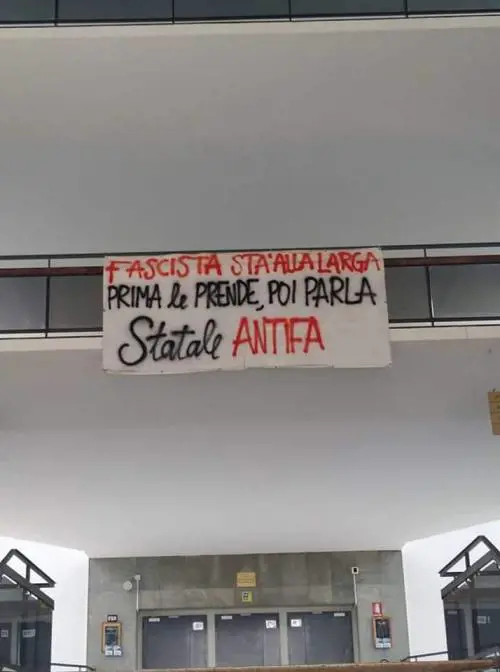 FASCISTA STA' ALLA LARGA
PRIMA le PRENDE, POI PARLA
Statale ANTIFA